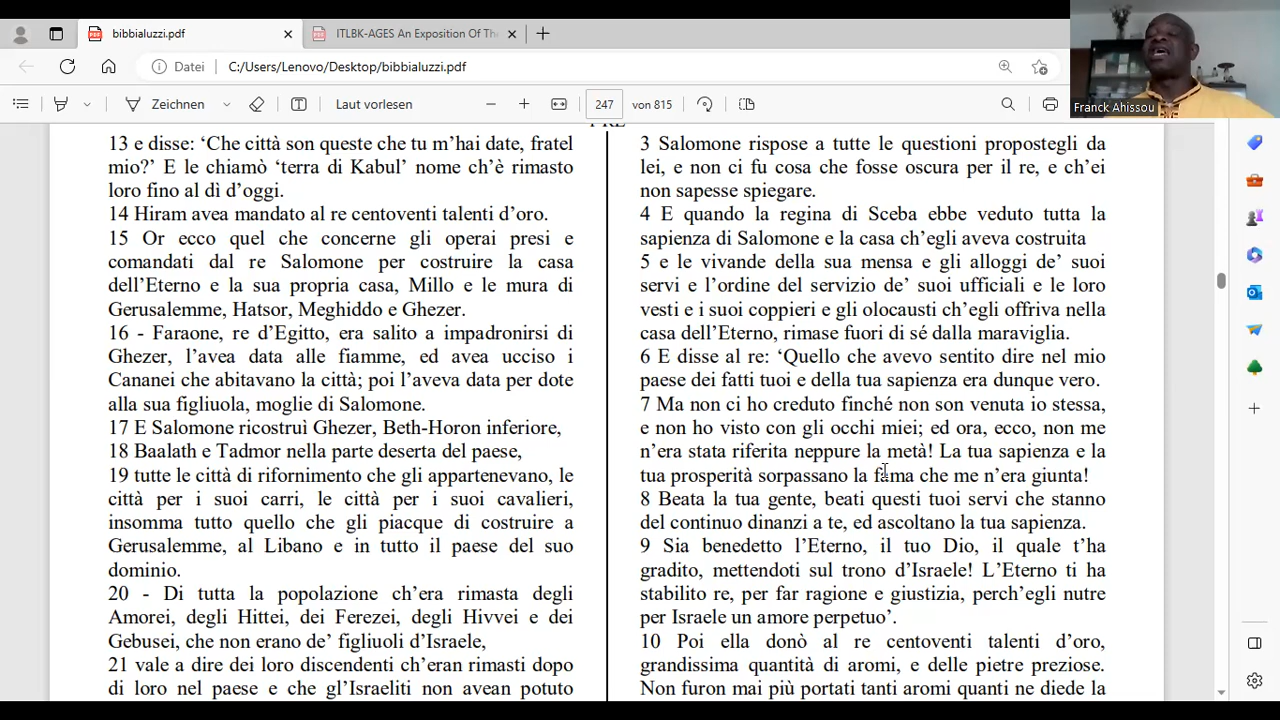 bibbialuzzi.pdf
ITLBK-AGES An Exposition Of Th
Datei
C:/Users/Lenovo/Desktop/bibbialuzzi.pdf
Zeichnen
Laut vorlesen
247
von 815
Franck Ahissou
13 e disse: ‘Che città son queste che tu m’hai date, fratel
mio?’ E le chiamò ‘terra di Kabul’ nome ch’è rimasto
loro fino al dì d’oggi.
14 Hiram avea mandato al re centoventi talenti d’oro.
15 Or ecco quel che concerne gli operai presi e
comandati dal re Salomone per costruire la casa
dell’Eterno e la sua propria casa, Millo e le mura di
Gerusalemme, Hatsor, Meghiddo e Ghezer.
16 - Faraone, re d’Egitto, era salito a impadronirsi di
Ghezer, l’avea data alle fiamme, ed avea ucciso i
Cananei che abitavano la città; poi l’aveva data per dote
alla sua figliuola, moglie di Salomone.
17 E Salomone ricostruì Ghezer, Beth-Horon inferiore,
18 Baalath e Tadmor nella parte deserta del paese,
19 tutte le città di rifornimento che gli appartenevano, le
città per i suoi carri, le città per i suoi cavalieri,
insomma tutto quello che gli piacque di costruire a
Gerusalemme, al Libano e in tutto il paese del suo
dominio.
20 - Di tutta la popolazione ch’era rimasta degli
Amorei, degli Hittei, dei Ferezei, degli Hivvei e dei
Gebusei, che non erano de’ figliuoli d’Israele,
21 vale a dire dei loro discendenti ch’eran rimasti dopo
di loro nel paese e che gl’Israeliti non avean potuto
3 Salomone rispose a tutte le questioni propostegli da
lei, e non ci fu cosa che fosse oscura per il re, e ch’ei
non sapesse spiegare.
4 E quando la regina di Sceba ebbe veduto tutta la
sapienza di Salomone e la casa ch’egli aveva costruita
5 e le vivande della sua mensa e gli alloggi de’ suoi
servi e l’ordine del servizio de’ suoi ufficiali e le loro
vesti e i suoi coppieri e gli olocausti ch’egli offriva nella
casa dell’Eterno, rimase fuori di sé dalla maraviglia.
6 E disse al re: ‘Quello che avevo sentito dire nel mio
paese dei fatti tuoi e della tua sapienza era dunque vero.
7 Ma non ci ho creduto finché non son venuta io stessa,
e non ho visto con gli occhi miei; ed ora, ecco, non me
n’era stata riferita neppure la metà! La tua sapienza e la
tua prosperità sorpassano la fama che me n’era giunta!
8 Beata la tua gente, beati questi tuoi servi che stanno
del continuo dinanzi a te, ed ascoltano la tua sapienza.
9 Sia benedetto l’Eterno, il tuo Dio, il quale t’ha
gradito, mettendoti sul trono d’Israele! L’Eterno ti ha
stabilito re, per far ragione e giustizia, perch’egli nutre
per Israele un amore perpetuo’.
10 Poi ella donò al re centoventi talenti d’oro,
grandissima quantità di aromi, e delle pietre preziose.
Non furon mai più portati tanti aromi quanti ne diede la